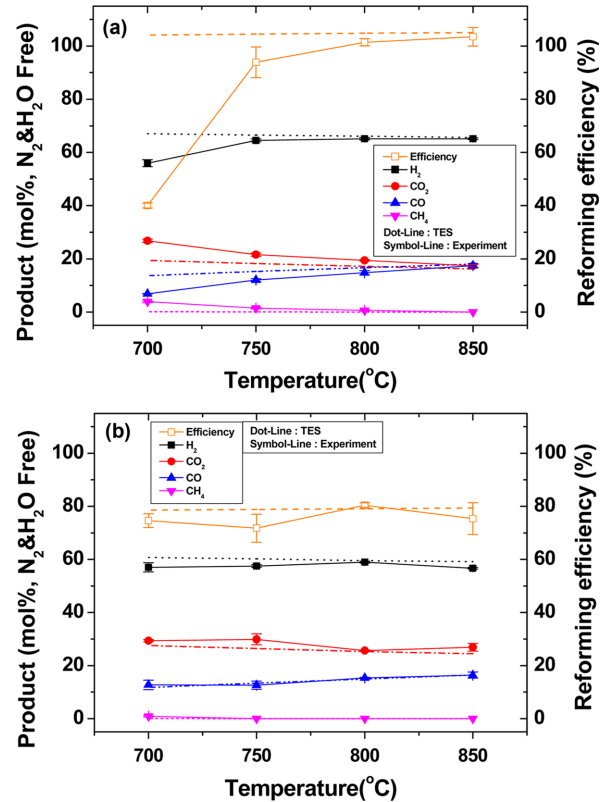 (a)
Product (mol%, N₂&H₂O Free)
Reforming efficiency (%)
100
80
60
40
20
0
100
80
60
40
20
0
Efficiency
H₂
CO₂
CO
CH₄
Dot-Line : TES
Symbol-Line : Experiment
700 750 800 850
Temperature(°C)
(b)
Product (mol%, N₂&H₂O Free)
Reforming efficiency (%)
100
80
60
40
20
0
100
80
60
40
20
0
Efficiency
H₂
CO₂
CO
CH₄
Dot-Line : TES
Symbol-Line : Experiment
700 750 800 850
Temperature(°C)